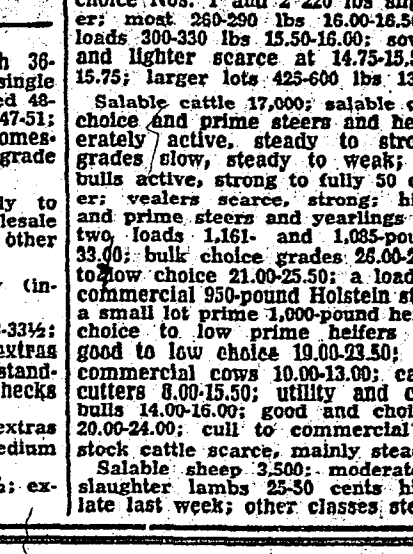 h 36-
single
ed 48-
47-51;
omes-
grade
ly to
lesale
other
(in-
-33½;
extras
stand-
hecks
extras
edium
; ex-
choice Nos. 1 and 2 220 lbs
er; most 260-290 lbs 16.00-16.5
loads 300-330 lbs 15.50-16.00; so
and lighter scarce at 14.75-15.
15.75; larger lots 425-600 lbs 13
Salable cattle 17,000; salable
choice and prime steers and he
erately active, steady to stro
grades slow, steady to weak;
bulls active, strong to fully 50
er; vealers scarce, strong; hi
and prime steers and yearlings
two loads 1,161- and 1,085-pou
33.00; bulk choice grades 26.00-2
to low choice 21.00-25.50; a load
commercial 950-pound Holstein st
a small lot prime 1,000-pound hei
choice to low prime heifers
good to low choice 19.00-23.50;
commercial cows 10.00-13.00; ca
cutters 8.00-15.50; utility and c
bulls 14.00-16.00; good and choi
20.00-24.00; cull to commercial
stock cattle scarce, mainly stea
Salable sheep 3,500; moderat
slaughter lambs 25-50 cents hi
late last week; other classes ste